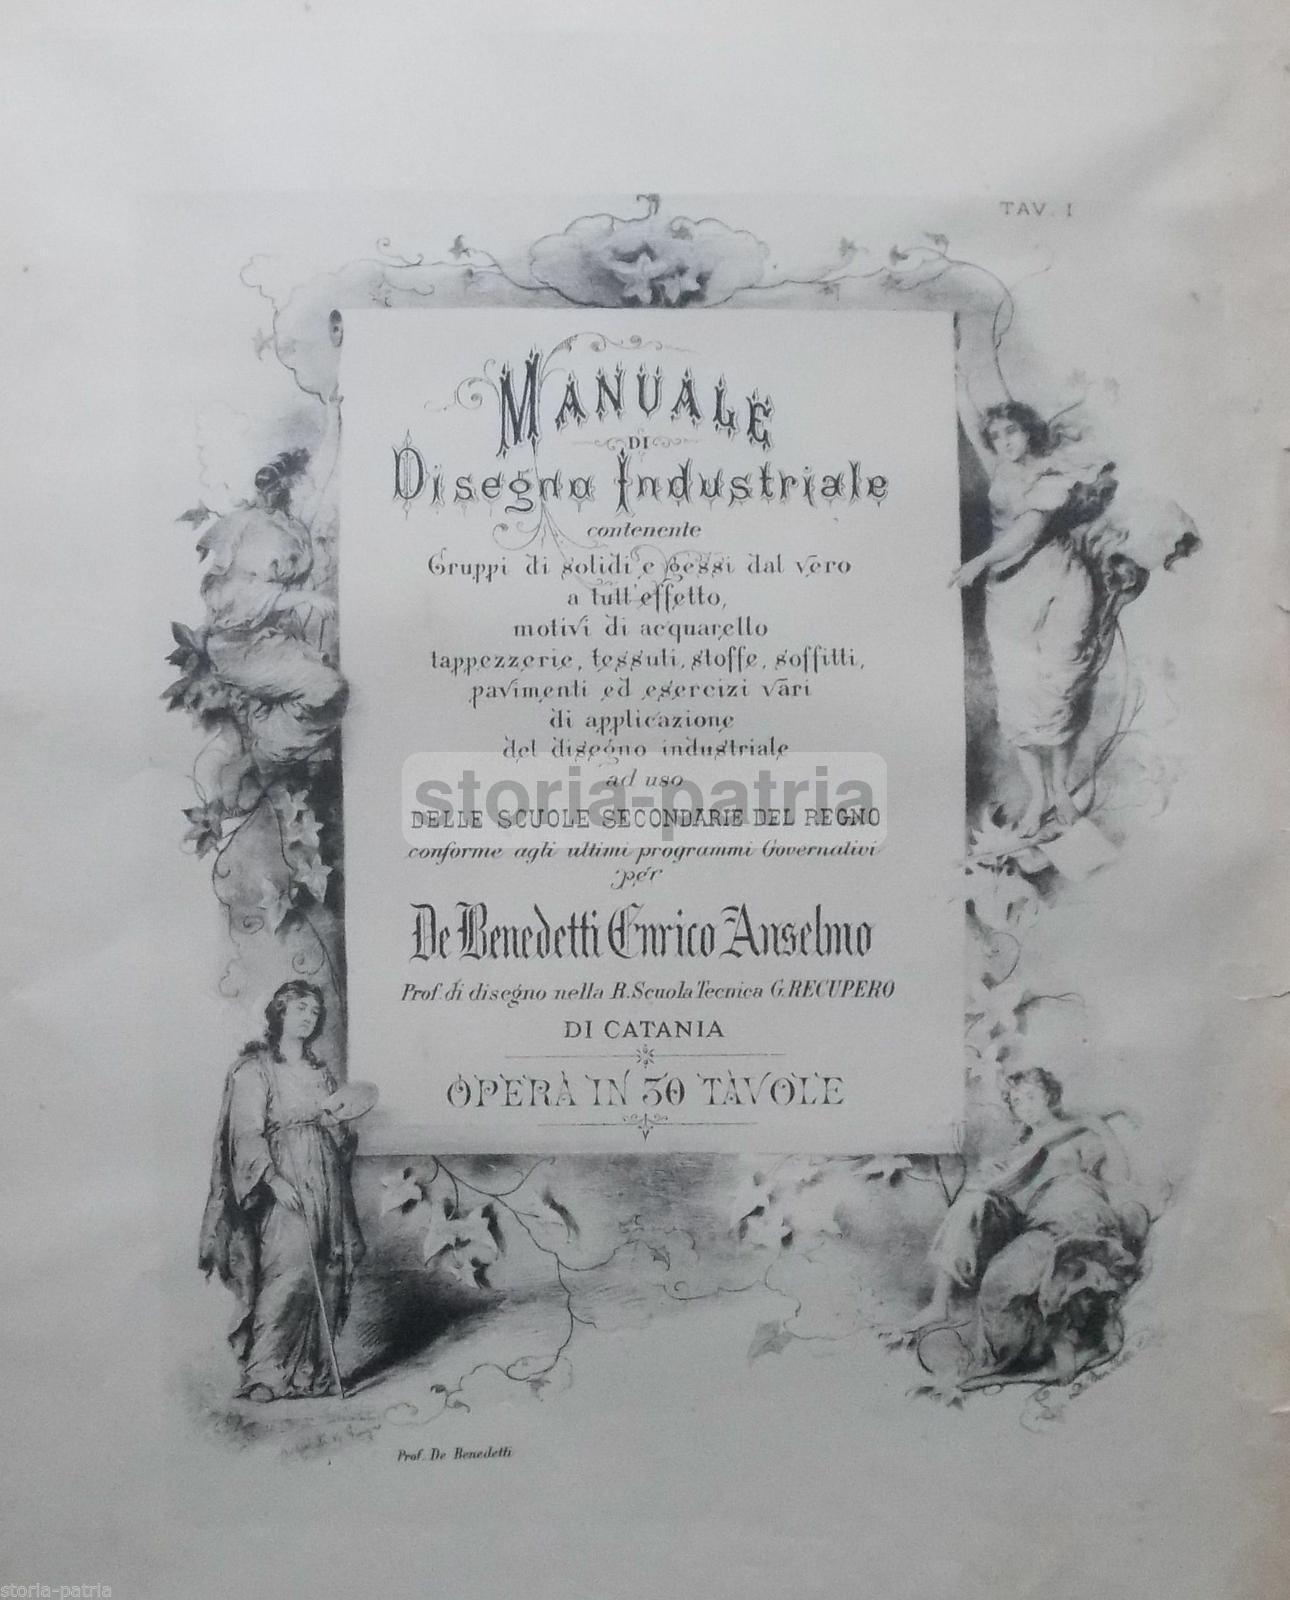 TAV. I
MANUALE
DI
Disegno Industriale
contenente
Gruppi di solidi e gessi dal vero
a tutt'effetto,
motivi di acquarello
tappezzerie, tessuti, stoffe, soffitti,
pavimenti ed esercizi vari
di applicazione
del disegno industriale
ad uso
storia-patria
DELLE SCUOLE SECONDARIE DEL REGNO
conforme agli ultimi programmi Governativi
per
De Benedetti Enrico Anselmo
Prof. di disegno nella R. Scuola Tecnica G. RECUPERO
DI CATANIA
OPERA IN 30 TAVOLE
Prof. De Benedetti
storia-patria